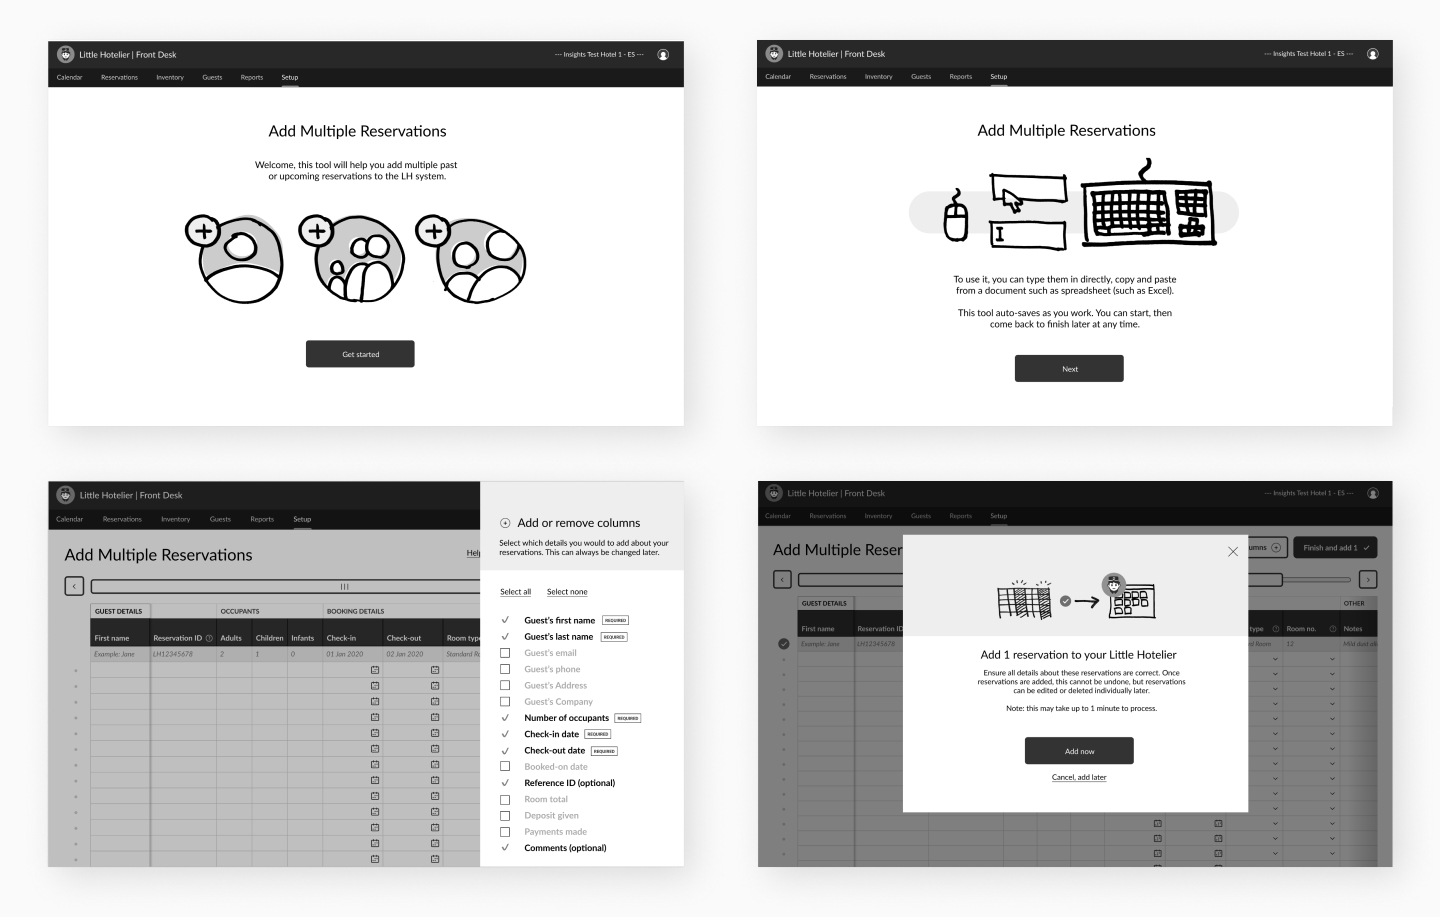 Little Hotelier | Front Desk
--- Insights Test Hotel 1 - ES ---
Calendar Reservations Inventory Guests Reports Setup
Add Multiple Reservations
Welcome, this tool will help you add multiple past
or upcoming reservations to the LH system.
Get started
Little Hotelier | Front Desk
--- Insights Test Hotel 1 - ES ---
Calendar Reservations Inventory Guests Reports Setup
Add Multiple Reservations
I
To use it, you can type them in directly, copy and paste
from a document such as spreadsheet (such as Excel).
This tool auto-saves as you work. You can start, then
come back to finish later at any time.
Next
Little Hotelier | Front Desk
Calendar Reservations Inventory Guests Reports Setup
Add Multiple Reservations
Help
GUEST DETAILS OCCUPANTS BOOKING DETAILS
First name Reservation ID Adults Children Infants Check-in Check-out Room type
Example: Jane LH12345678 2 1 0 01 Jan 2020 02 Jan 2020 Standard Ro
Add or remove columns
Select which details you would to add about your
reservations. This can always be changed later.
Select all Select none
Guest's first name REQUIRED
Guest's last name REQUIRED
Guest's email
Guest's phone
Guest's Address
Guest's Company
Number of occupants REQUIRED
Check-in date REQUIRED
Check-out date REQUIRED
Booked-on date
Reference ID (optional)
Room total
Deposit given
Payments made
Comments (optional)
Little Hotelier | Front Desk
--- Insights Test Hotel 1 - ES ---
Calendar Reservations Inventory Guests Reports Setup
Add Multiple Reser
umns
Finish and add 1
GUEST DETAILS OTHER
First name Reservation ID type Room no. Notes
Example: Jane LH12345678 rd Room 12 Mild dust all
Add 1 reservation to your Little Hotelier
Ensure all details about these reservations are correct. Once
reservations are added, this cannot be undone, but reservations
can be edited or deleted individually later.
Note: this may take up to 1 minute to process.
Add now
Cancel, add later